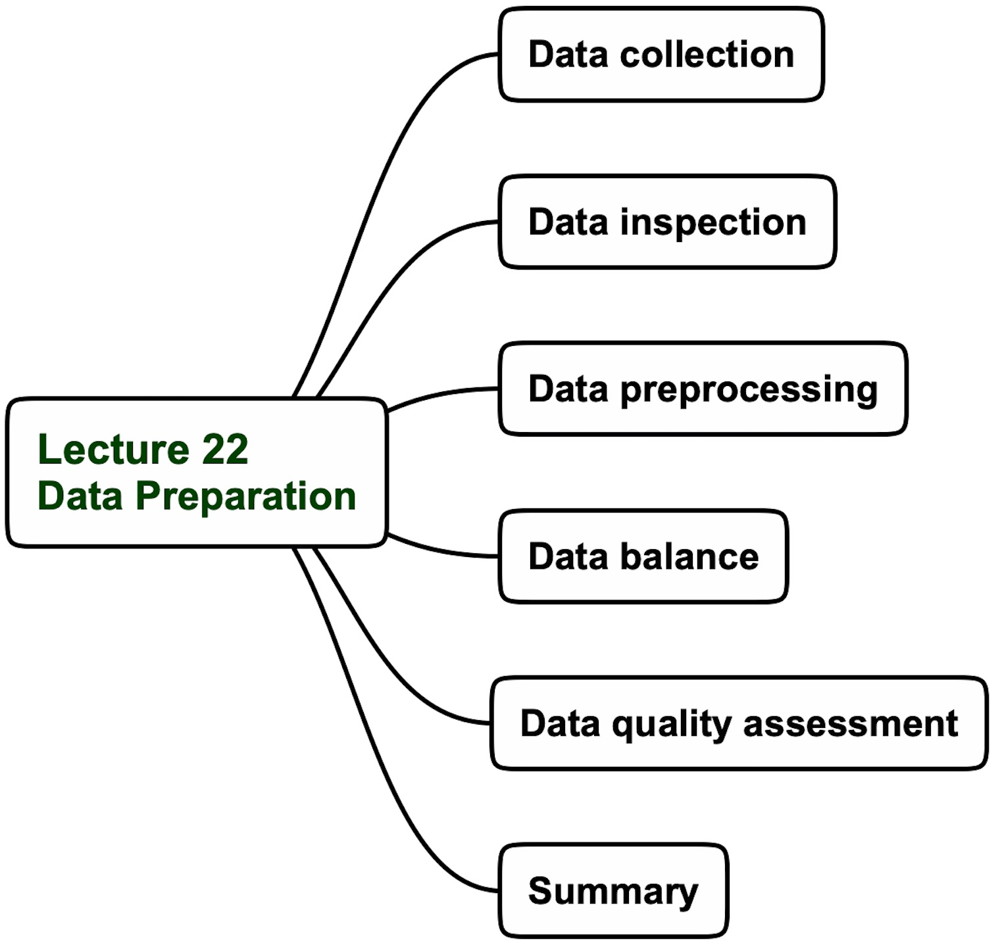 Data collection
Data inspection
Data preprocessing
Lecture 22
Data Preparation
Data balance
Data quality assessment
Summary